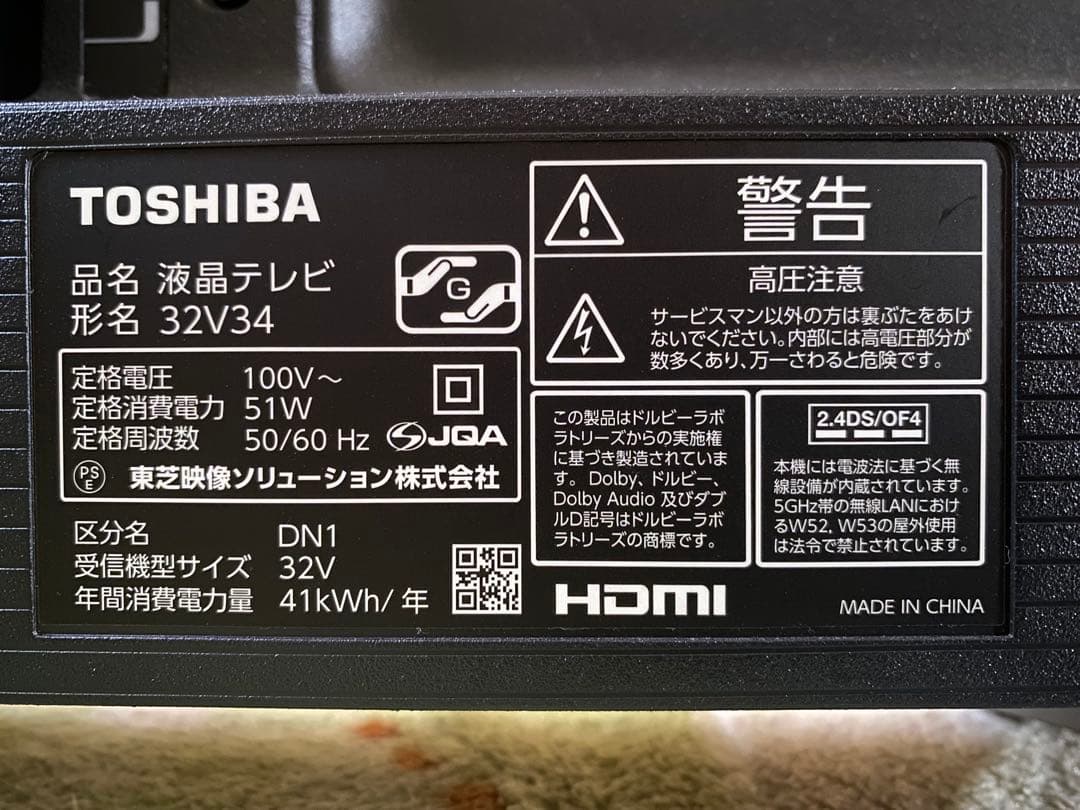 TOSHIBA
品名 液晶テレビ
形名 32V34
G
定格電圧 100V～
定格消費電力 51W
定格周波数 50/60 Hz
JQA
PS
E
東芝映像ソリューション株式会社
区分名 DN1
受信機型サイズ 32V
年間消費電力量 41kWh/年
警告
高圧注意
サービスマン以外の方は裏ぶたをあけ
ないでください。内部には高電圧部分が
数多くあり、万一さわると危険です。
この製品はドルビーラボ
ラトリーズからの実施権
に基づき製造されていま
す。Dolby、ドルビー、
Dolby Audio 及びダブ
ルD記号はドルビーラボ
ラトリーズの商標です。
2.4DS/OF4
本機には電波法に基づく無
線設備が内蔵されています。
5GHz帯の無線LANにおけ
るW52, W53の屋外使用
は法令で禁止されています。
HDMI
MADE IN CHINA